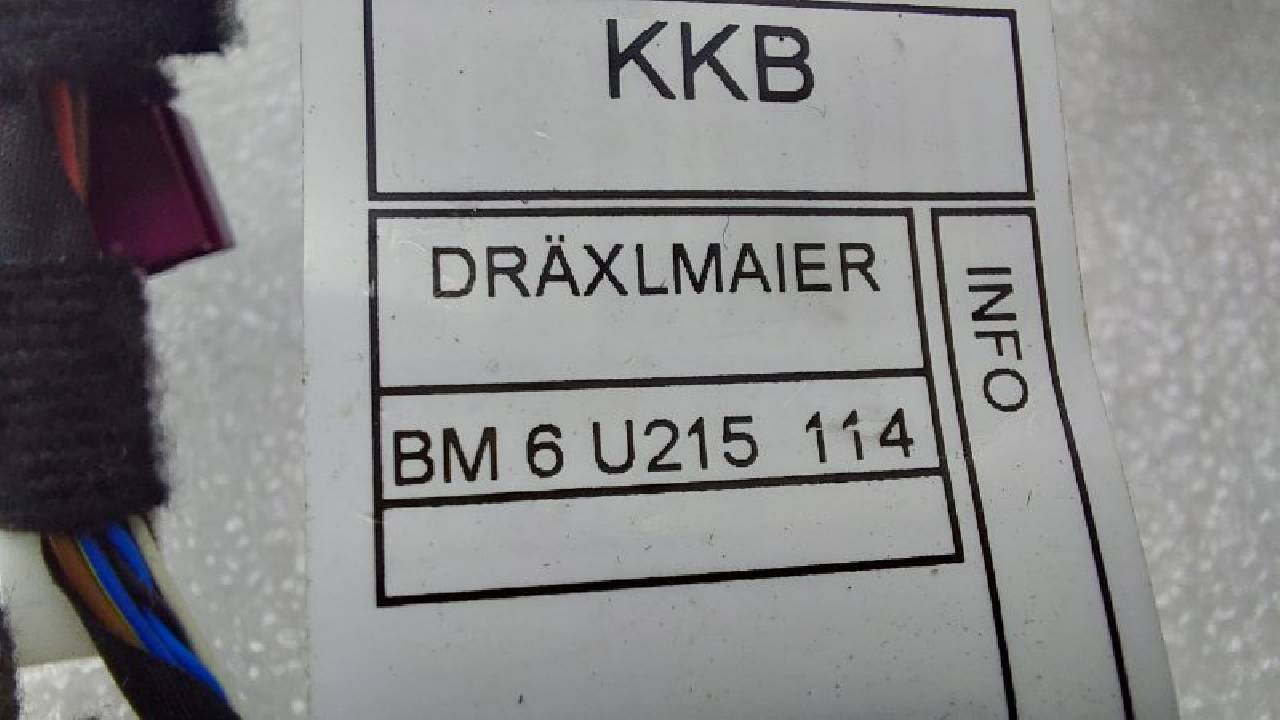 KKB
DRÄXLMAIER
INFO
BM 6 U215 114